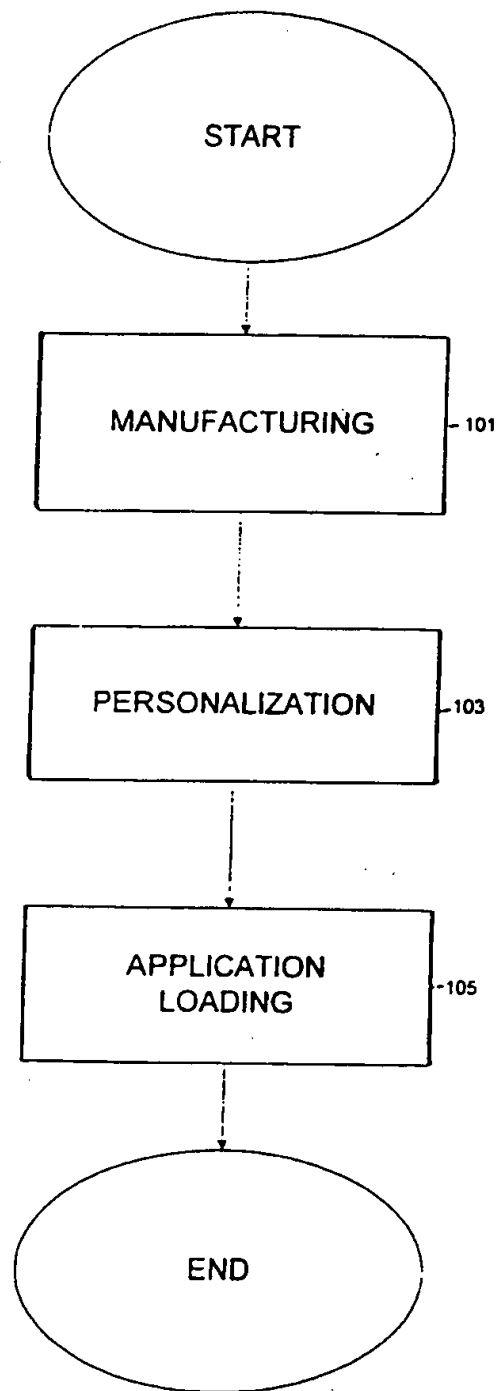 START
MANUFACTURING
101
PERSONALIZATION
103
APPLICATION
LOADING
105
END